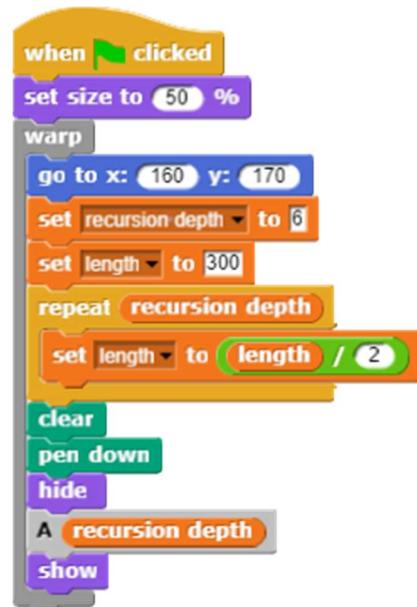 when clicked
set size to 50 %
warp
go to x: 160 y: 170
set recursion depth to 6
set length to 300
repeat recursion depth
set length to length / 2
clear
pen down
hide
A recursion depth
show